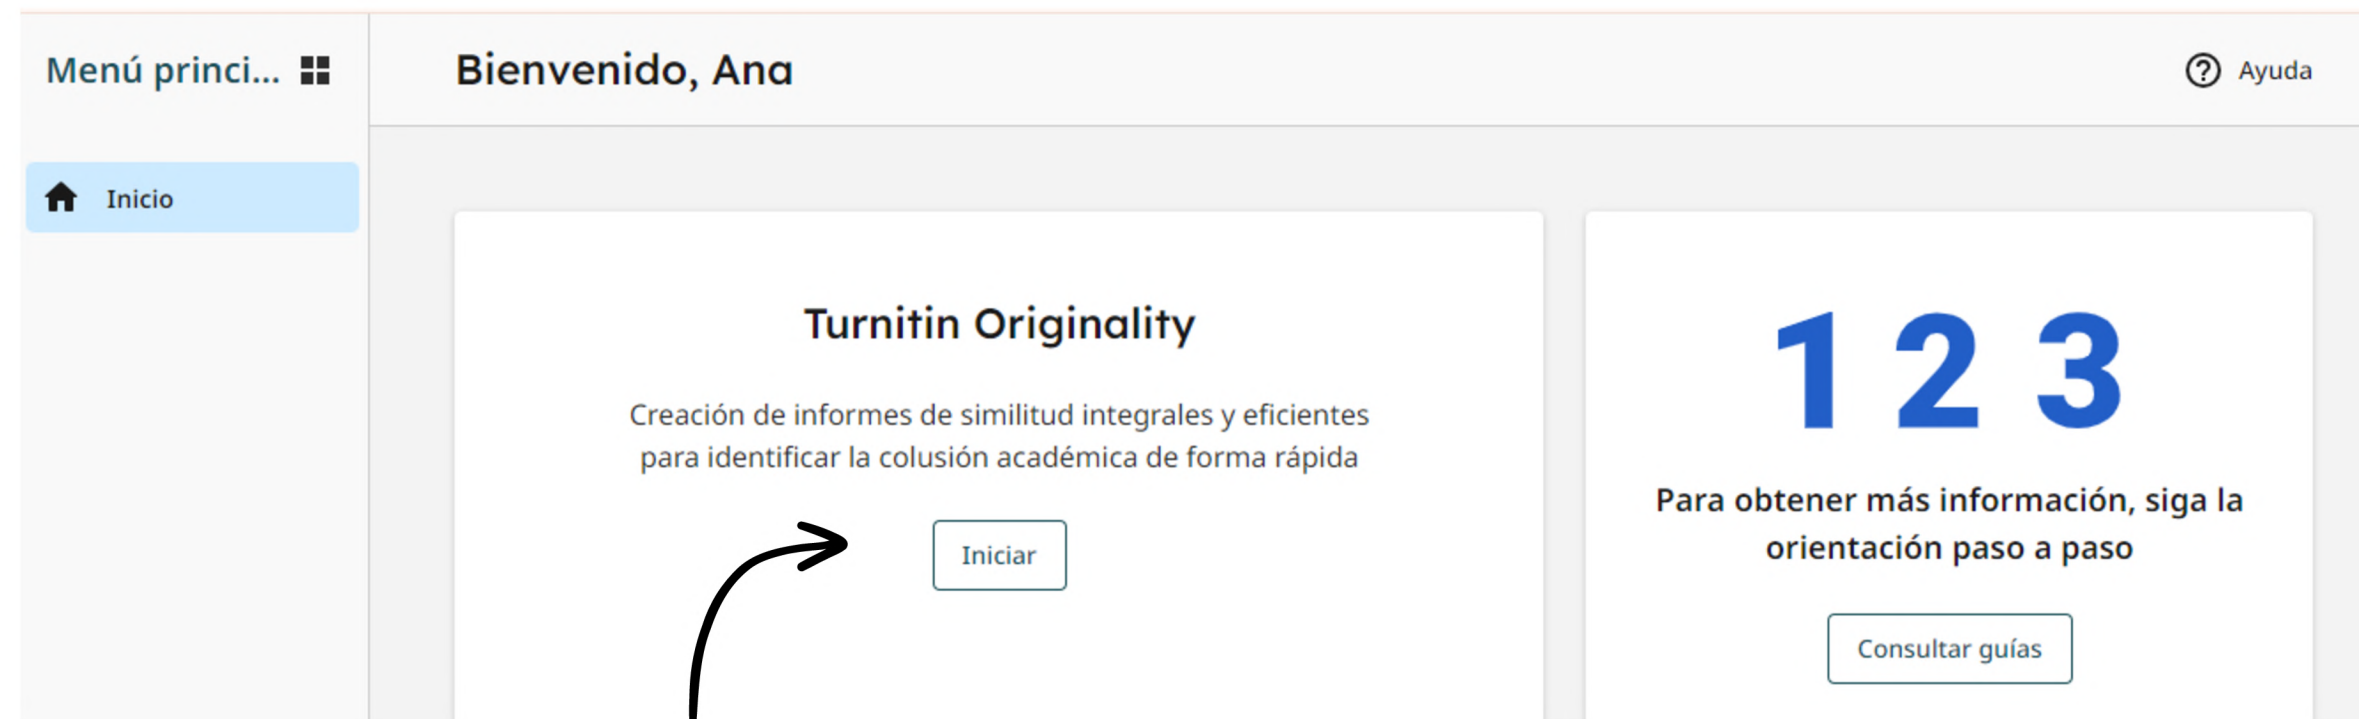 Menú princi...
Bienvenido, Ana
Ayuda
Inicio
Turnitin Originality
Creación de informes de similitud integrales y eficientes
para identificar la colusión académica de forma rápida
Iniciar
1 2 3
Para obtener más información, siga la
orientación paso a paso
Consultar guías